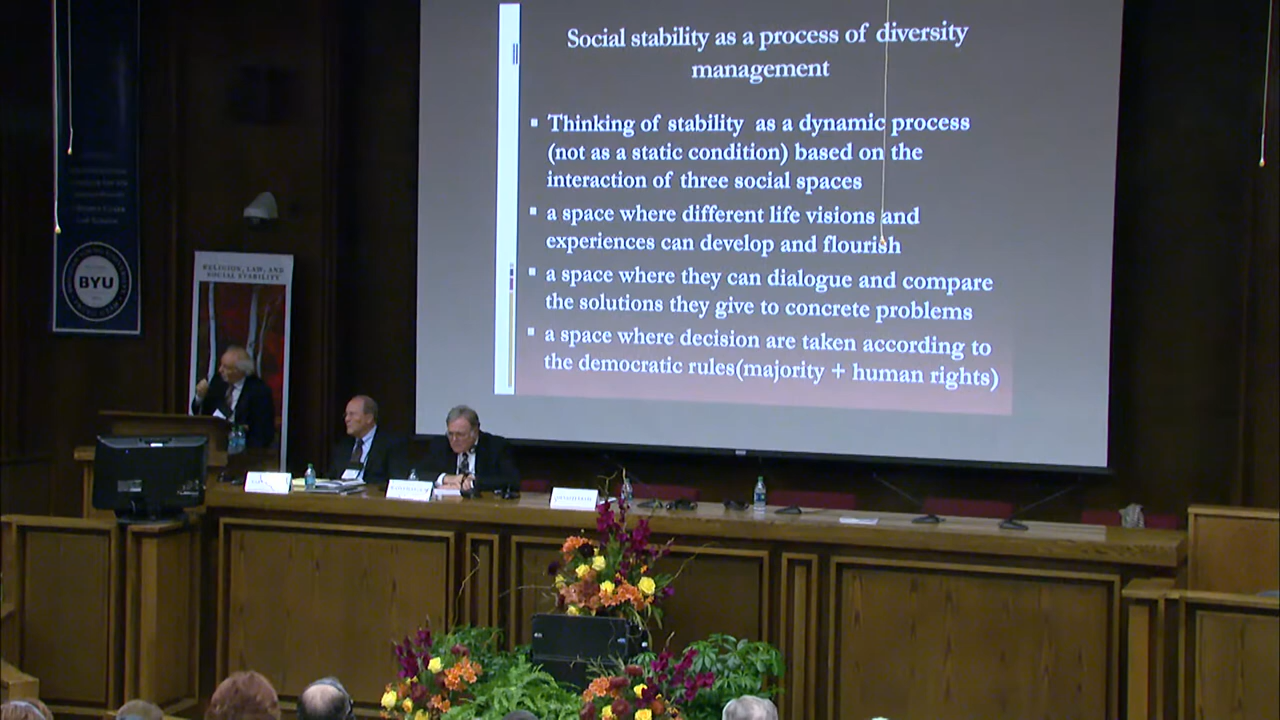 Social stability as a process of diversity
management
▪ Thinking of stability as a dynamic process
(not as a static condition) based on the
interaction of three social spaces
▪ a space where different life visions and
experiences can develop and flourish
▪ a space where they can dialogue and compare
the solutions they give to concrete problems
▪ a space where decision are taken according to
the democratic rules(majority + human rights)
RELIGION, LAW, AND
SOCIAL STABILITY
BYU